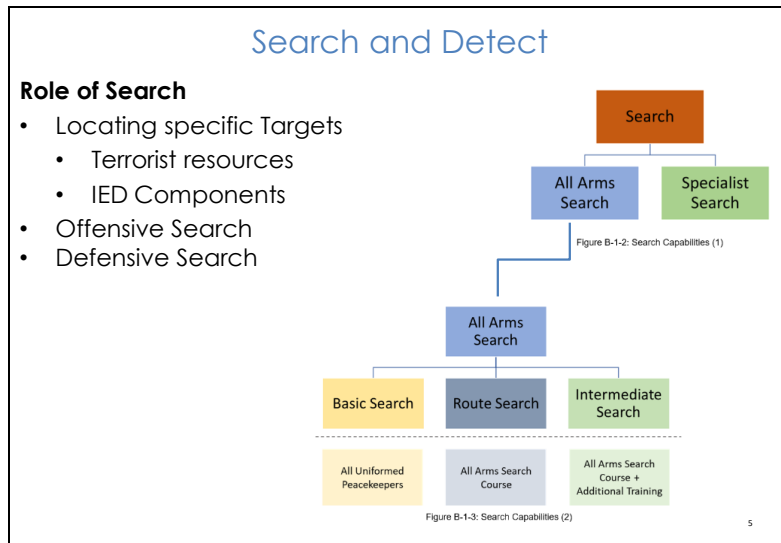 Search and Detect
Role of Search
• Locating specific Targets
• Terrorist resources
• IED Components
• Offensive Search
• Defensive Search
Search
All Arms
Search
Specialist
Search
Figure B-1-2: Search Capabilities (1)
All Arms
Search
Basic Search
Route Search
Intermediate
Search
All Uniformed
Peacekeepers
All Arms Search
Course
All Arms Search
Course +
Additional Training
Figure B-1-3: Search Capabilities (2)
5